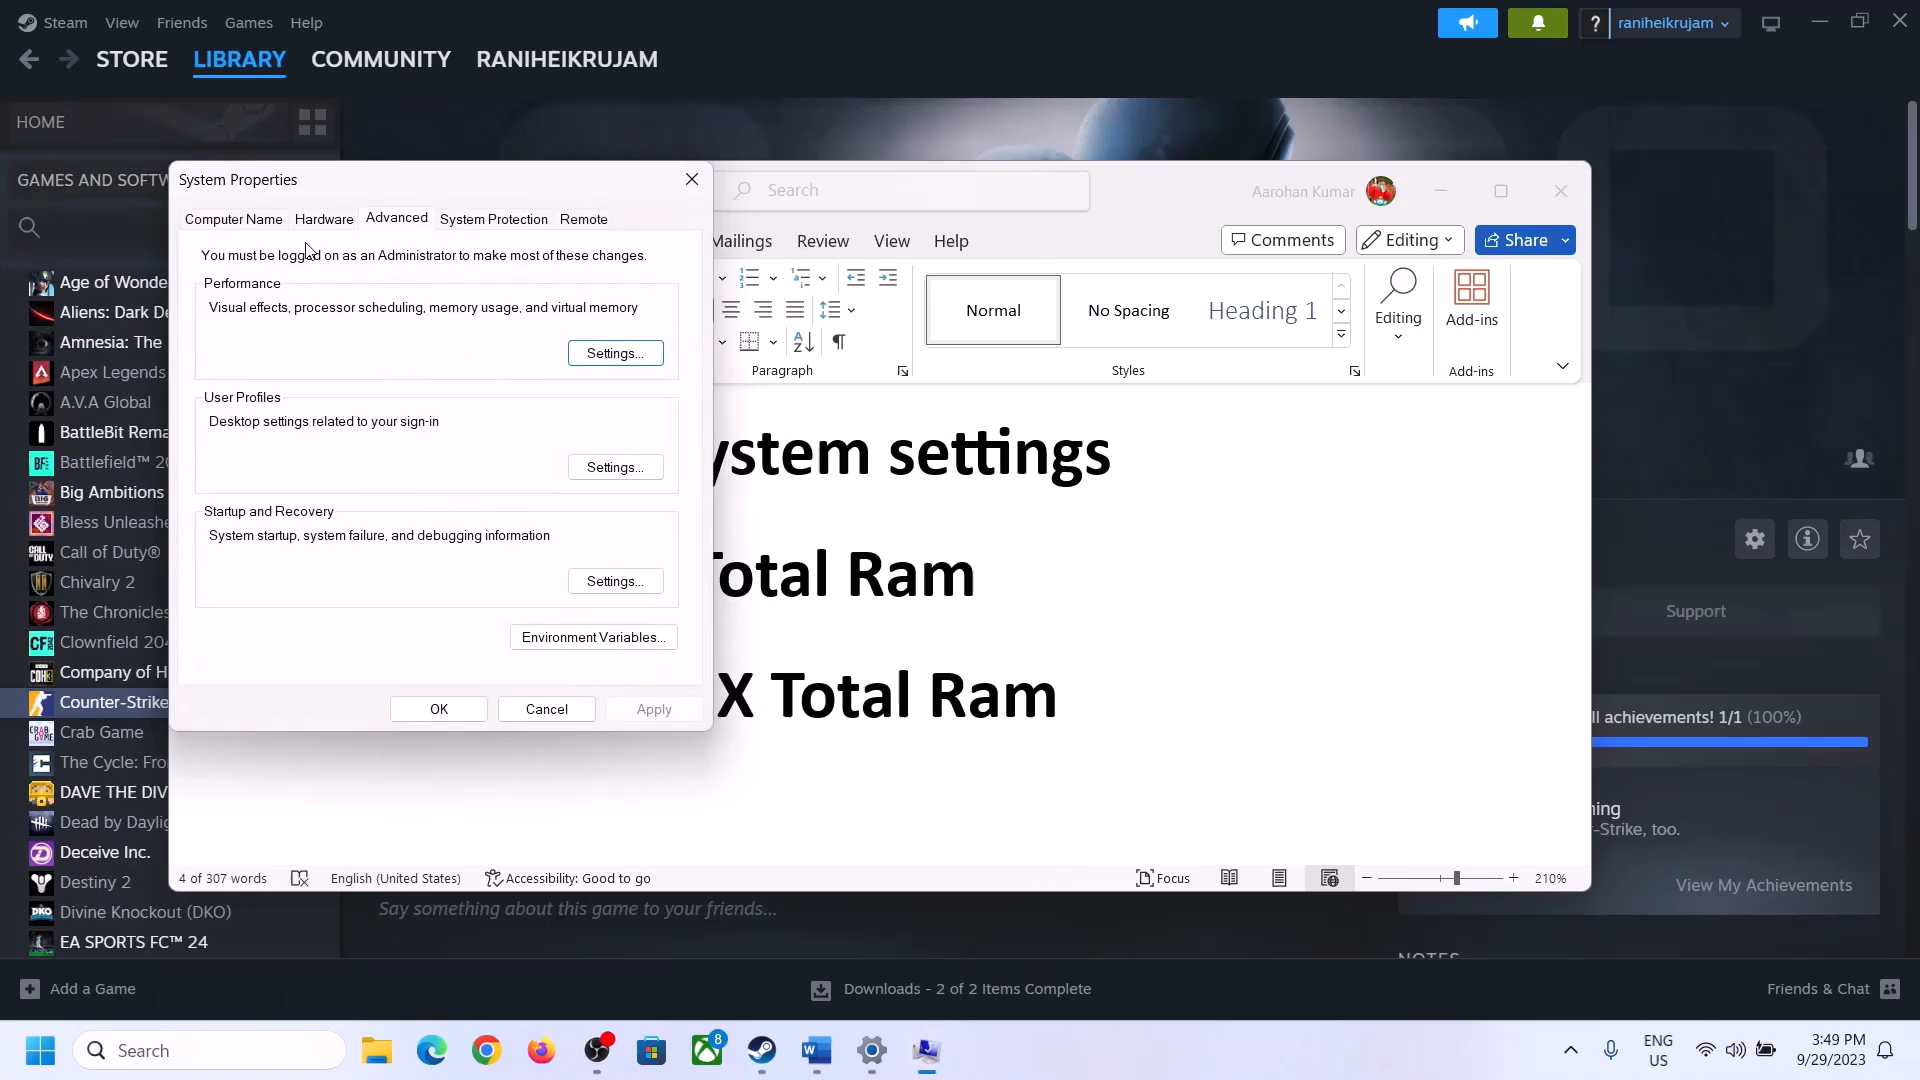 Steam View Friends Games Help
? raniheikrujam
STORE LIBRARY COMMUNITY RANIHEIKRUJAM
HOME
GAMES AND SOFTW
Age of Wonde
Aliens: Dark De
Amnesia: The
Apex Legends
A.V.A Global
BattleBit Rema
Battlefield™ 20
Big Ambitions
Bless Unleashe
Call of Duty®
Chivalry 2
The Chronicles
Clownfield 204
Company of H
Counter-Strike
Crab Game
The Cycle: Fro
DAVE THE DIV
Dead by Daylig
Deceive Inc.
Destiny 2
Divine Knockout (DKO)
EA SPORTS FC™ 24
System Properties
Computer Name Hardware Advanced System Protection Remote
You must be logged on as an Administrator to make most of these changes.
Performance
Visual effects, processor scheduling, memory usage, and virtual memory
Settings...
User Profiles
Desktop settings related to your sign-in
Settings...
Startup and Recovery
System startup, system failure, and debugging information
Settings...
Environment Variables...
OK Cancel Apply
Search
Aarohan Kumar
Mailings Review View Help
Comments Editing Share
Normal No Spacing Heading 1
Editing
Add-ins
Paragraph Styles Add-ins
ystem settings
Total Ram
X Total Ram
4 of 307 words English (United States) Accessibility: Good to go
Focus 210%
Support
ll achievements! 1/1 (100%)
ning
-Strike, too.
View My Achievements
Say something about this game to your friends...
NOTES
Add a Game
Downloads - 2 of 2 Items Complete
Friends & Chat
Search
8
ENG
US
3:49 PM
9/29/2023